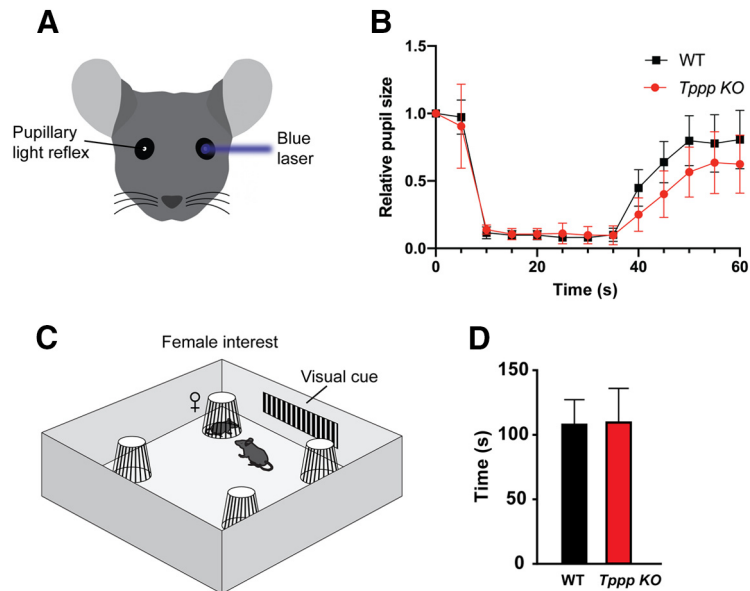 A
Pupillary
light reflex
Blue
laser
B
WT
Tppp KO
Relative pupil size
1.5
1.0
0.5
0.0
0
20
40
60
Time (s)
C
Female interest
Visual cue
♀
D
Time (s)
150
100
50
0
WT
Tppp KO